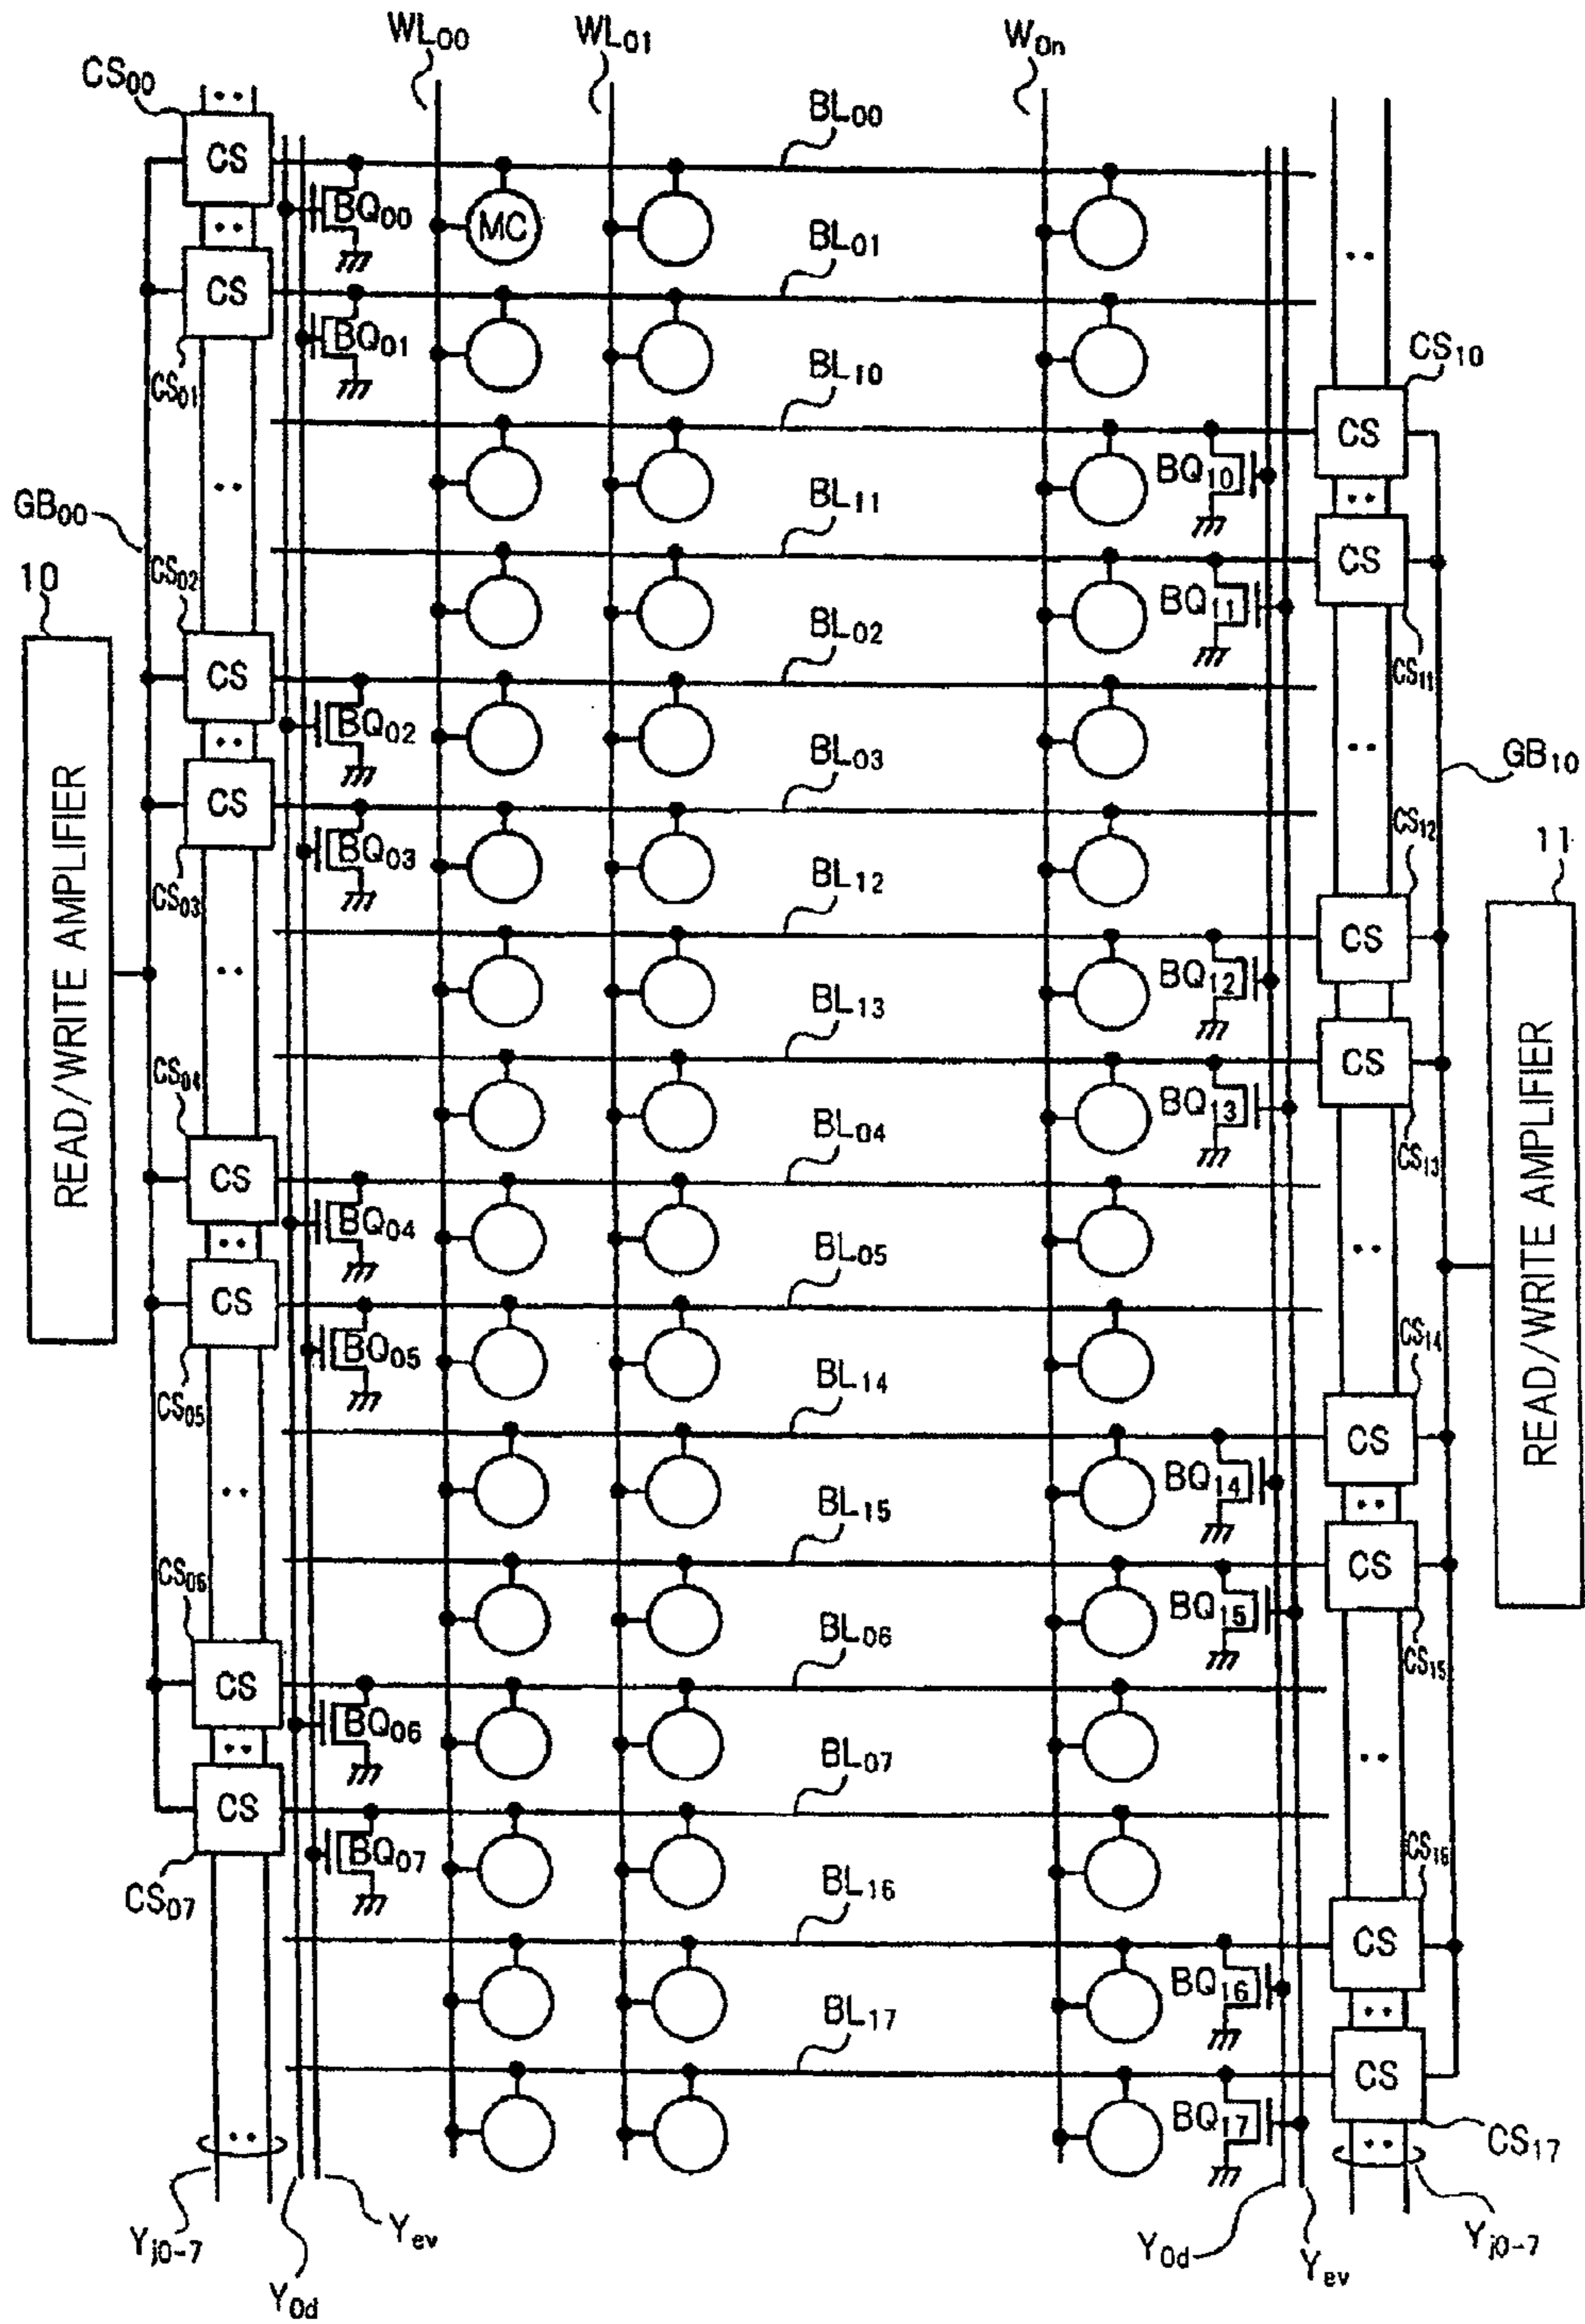 WL00 WL01 W0n
CS00
BL00
CS
BQ00
MC
BL01
CS
BQ01
CS01
BL10
CS10
CS
BQ10
GB00
BL11
CS
BQ11
CS02
10
BL02
CS11
CS
BQ02
BL03
GB10
CS
BQ03
CS12
CS03
BL12
11
CS
BQ12
READ/WRITE AMPLIFIER
BL13
CS
BQ13
CS04
BL04
CS13
CS
BQ04
READ/WRITE AMPLIFIER
BL05
CS
BQ05
CS14
CS05
BL14
CS
BQ14
BL15
CS
BQ15
CS06
BL06
CS15
CS
BQ06
BL07
CS
BQ07
CS16
CS07
BL16
CS
BQ16
BL17
CS
BQ17
CS17
Yj0-7
Yev
Y0d
Y0d
Yev
Yj0-7